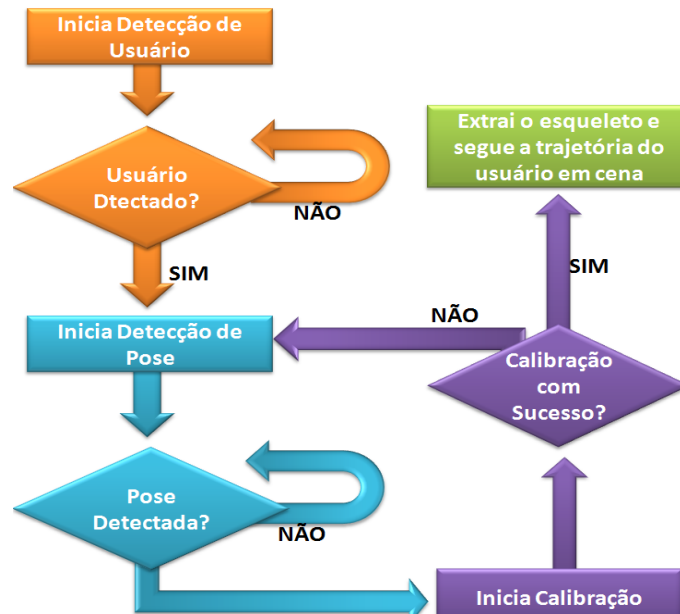 Inicia Detecção de
Usuário
Usuário
Dtectado?
NÃO
SIM
Inicia Detecção de
Pose
Pose
Detectada?
NÃO
Inicia Calibração
Calibração
com
Sucesso?
NÃO
SIM
Extrai o esqueleto e
segue a trajetória do
usuário em cena